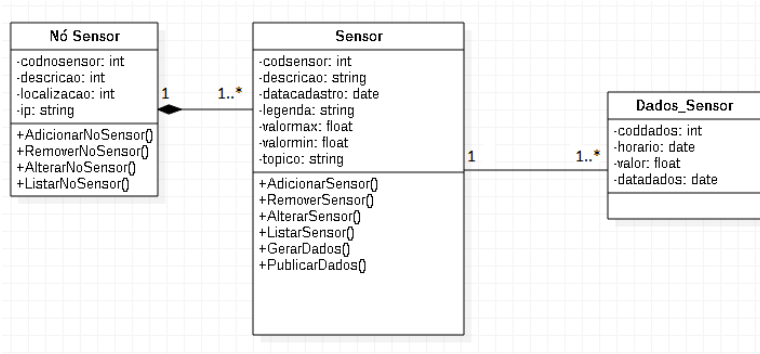 Nó Sensor
-codnosensor: int
-descricao: int
-localizacao: int
-ip: string
+AdicionarNoSensor()
+RemoverNoSensor()
+AlterarNoSensor()
+ListarNoSensor()
1
1..*
Sensor
-codsensor: int
-descricao: string
-datacadastro: date
-legenda: string
-valormax: float
-valormin: float
-topico: string
+AdicionarSensor()
+RemoverSensor()
+AlterarSensor()
+ListarSensor()
+GerarDados()
+PublicarDados()
1
1..*
Dados_Sensor
-coddados: int
-horario: date
-valor: float
-datadados: date